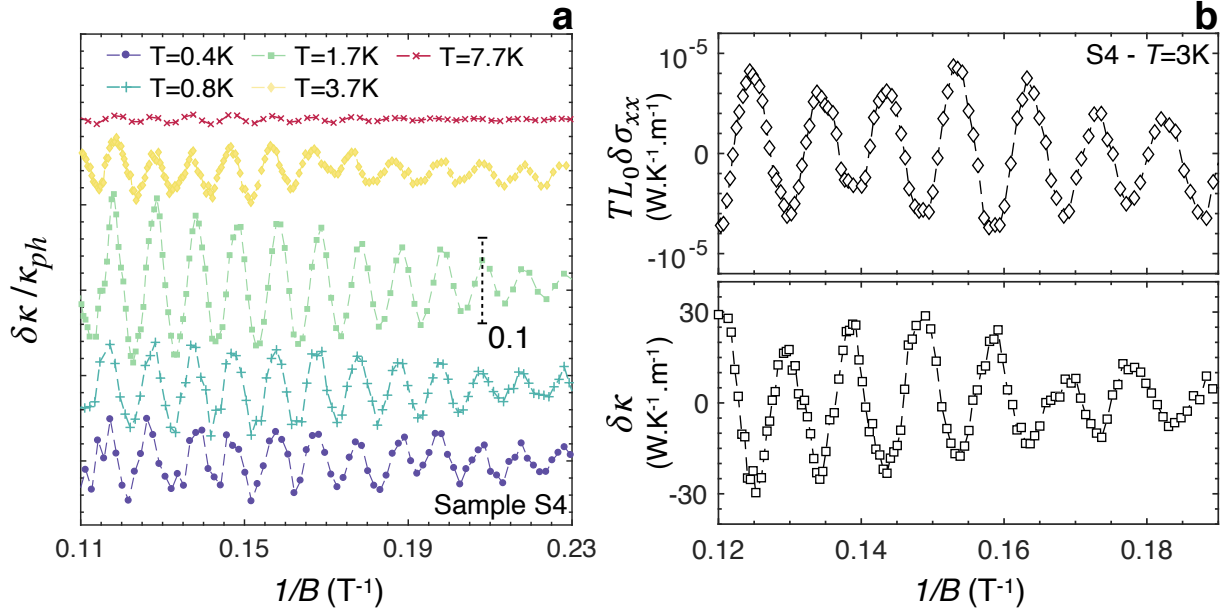 a
T=0.4K
T=1.7K
T=7.7K
T=0.8K
T=3.7K
δκ/κph
0.1
Sample S4
0.11
0.15
0.19
0.23
1/B (T-1)
b
S4 - T=3K
TL0δσxx
(W.K-1.m-1)
10-5
0
-10-5
δκ
(W.K-1.m-1)
30
0
-30
0.12
0.14
0.16
0.18
1/B (T-1)